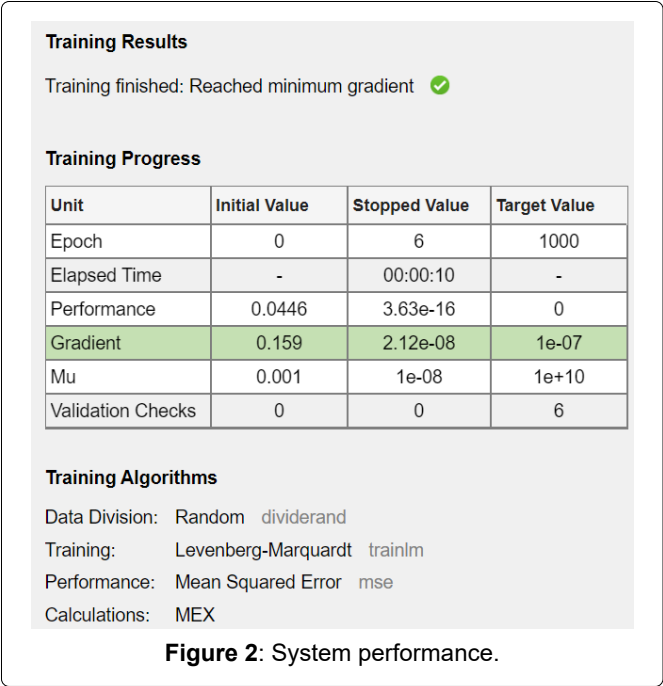 Training Results
Training finished: Reached minimum gradient
Training Progress
Unit Initial Value Stopped Value Target Value
Epoch 0 6 1000
Elapsed Time - 00:00:10 -
Performance 0.0446 3.63e-16 0
Gradient 0.159 2.12e-08 1e-07
Mu 0.001 1e-08 1e+10
Validation Checks 0 0 6
Training Algorithms
Data Division: Random dividerand
Training: Levenberg-Marquardt trainlm
Performance: Mean Squared Error mse
Calculations: MEX
Figure 2: System performance.